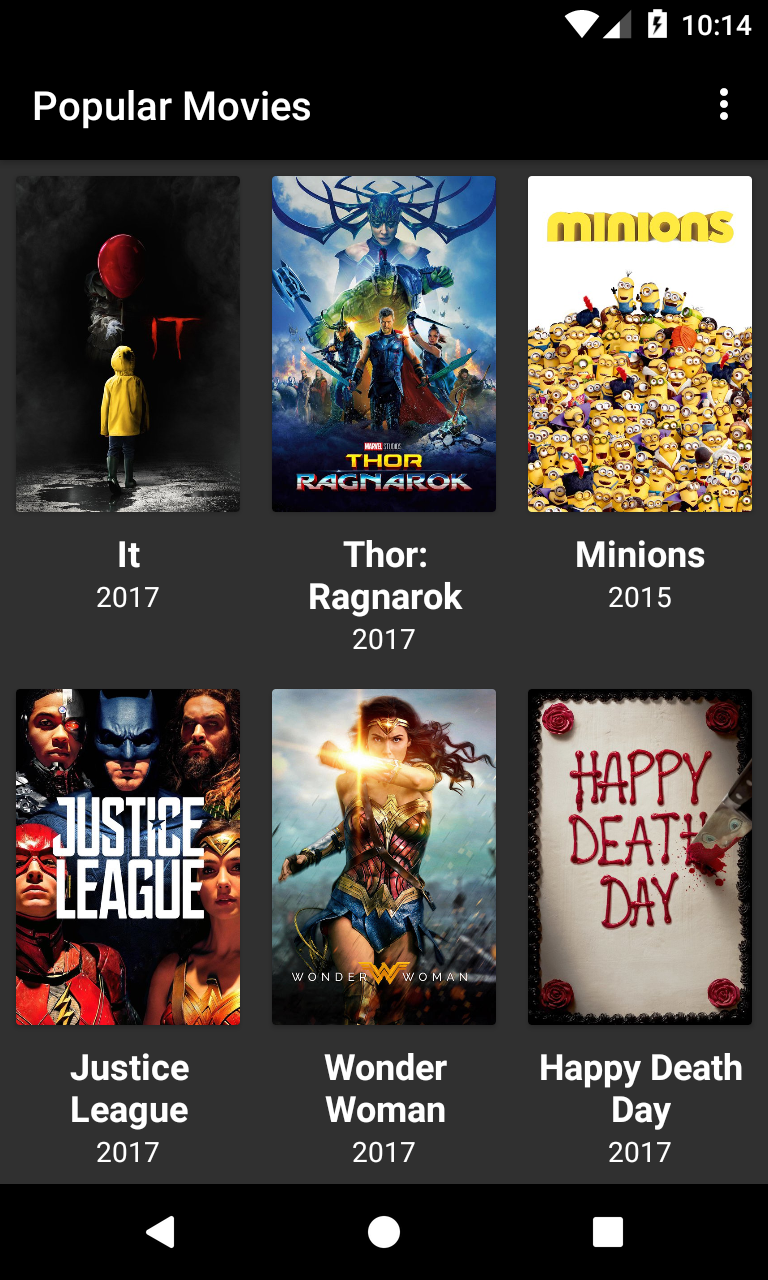 10:14
Popular Movies
IT
MARVEL STUDIOS
THOR
RAGNAROK
minions
It
2017
Thor:
Ragnarok
2017
Minions
2015
JUSTICE
LEAGUE
WONDER WOMAN
HAPPY
DEATH
DAY
Justice
League
2017
Wonder
Woman
2017
Happy Death
Day
2017